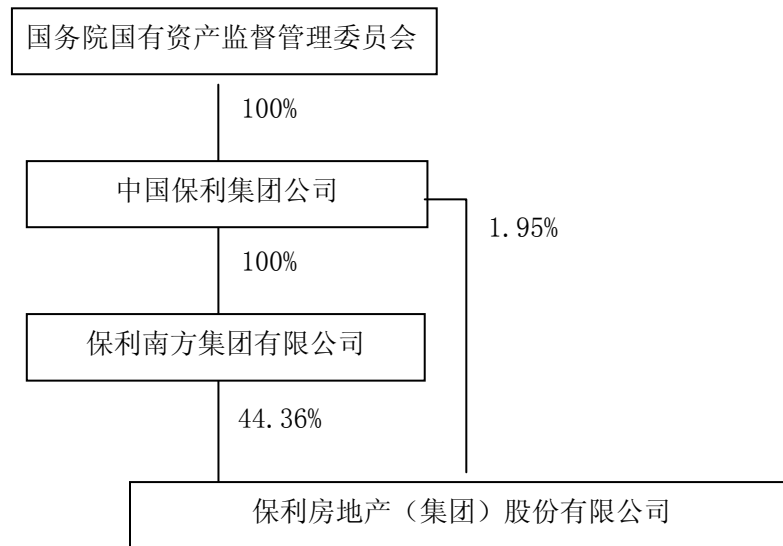 国务院国有资产监督管理委员会
100%
中国保利集团公司
1.95%
100%
保利南方集团有限公司
44.36%
保利房地产（集团）股份有限公司